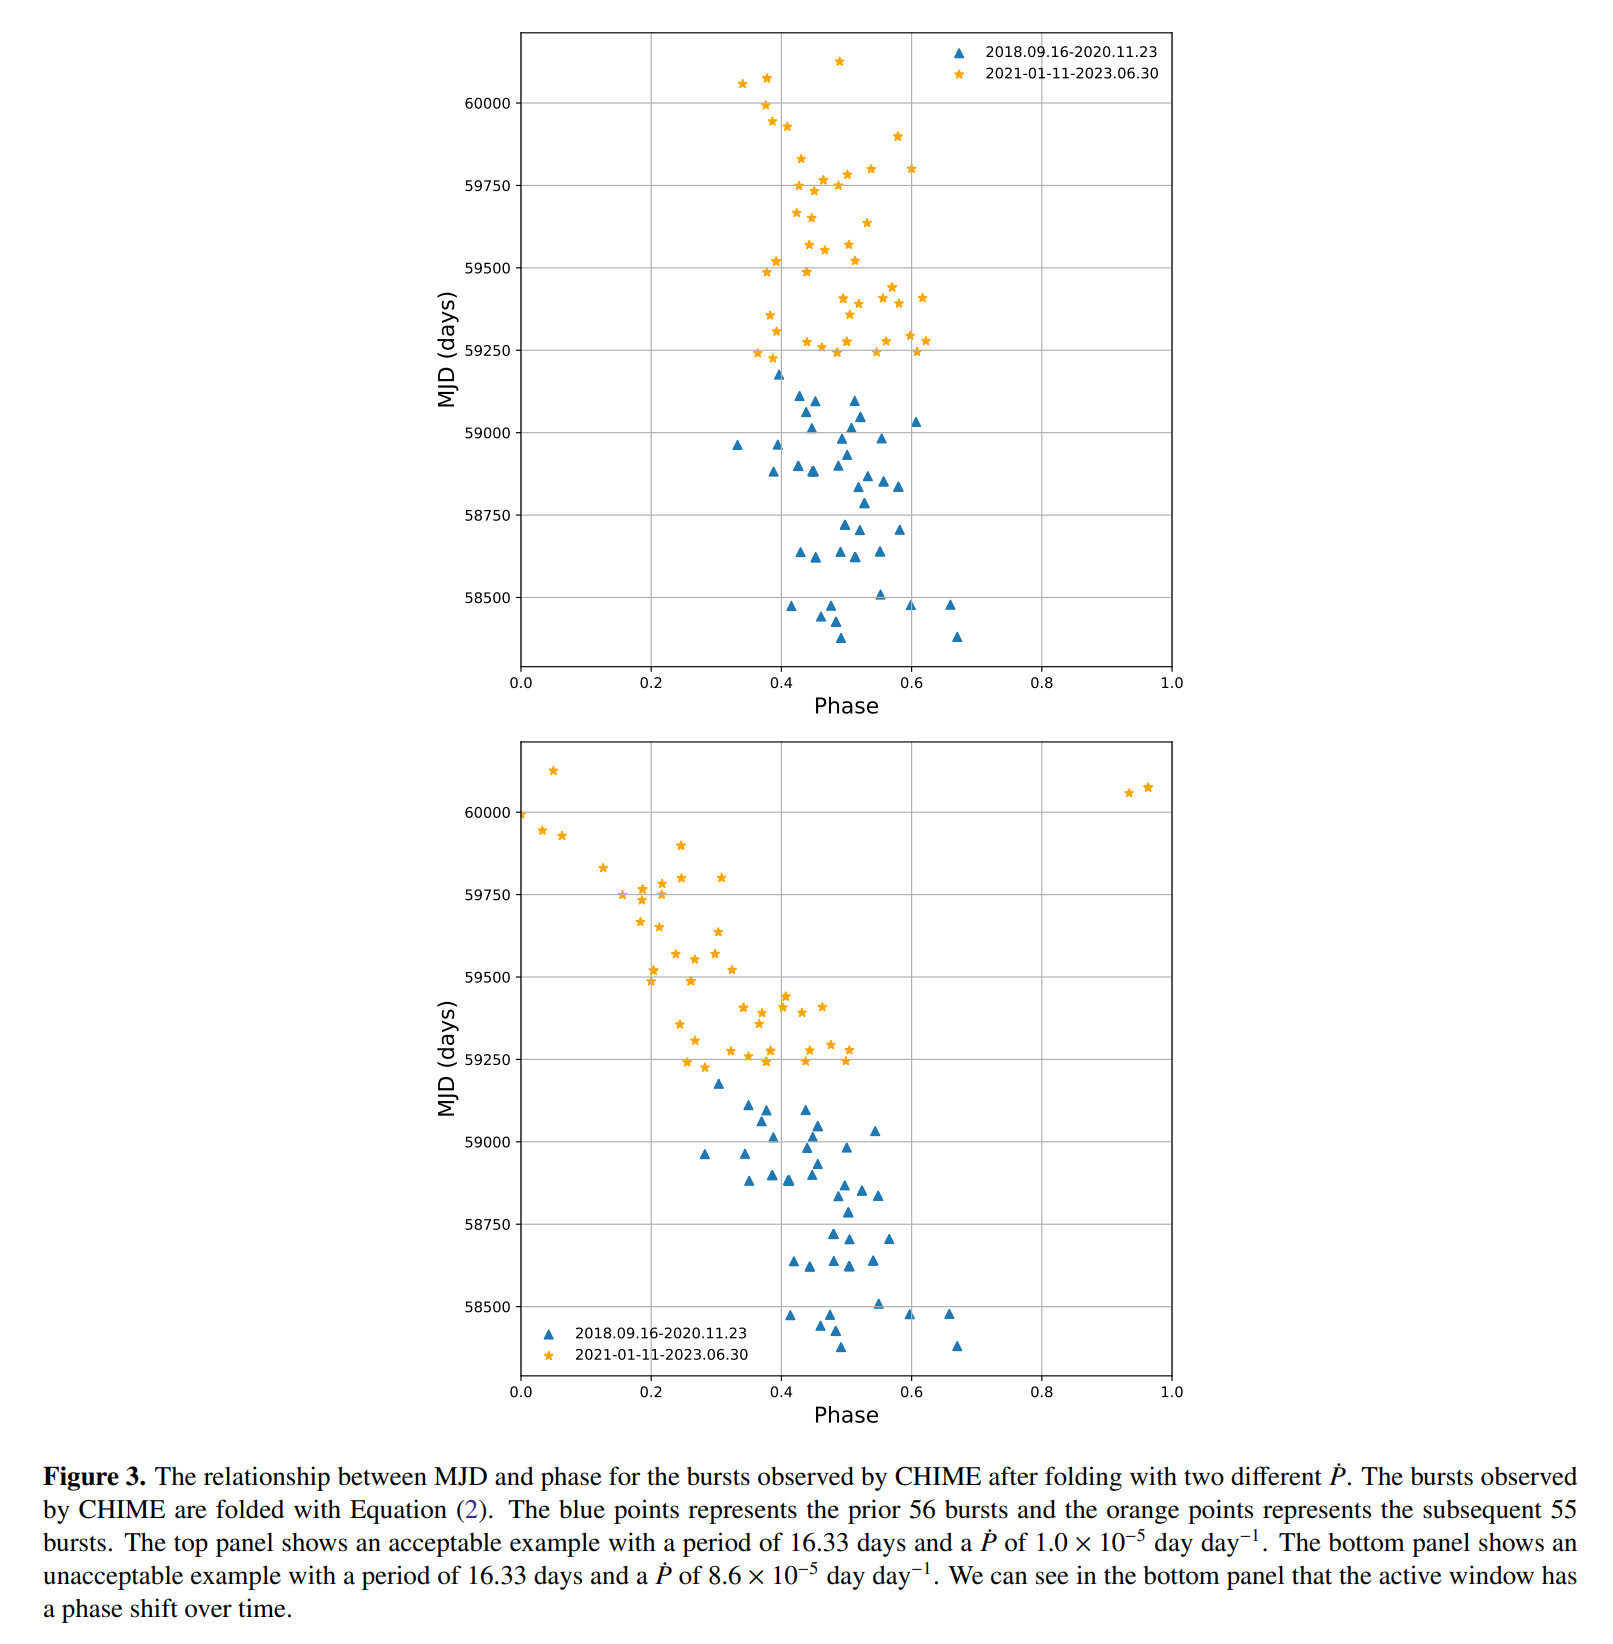 2018.09.16-2020.11.23
2021-01-11-2023.06.30
60000
59750
59500
59250
59000
58750
58500
MJD (days)
0.0 0.2 0.4 0.6 0.8 1.0
Phase
60000
59750
59500
59250
59000
58750
58500
MJD (days)
2018.09.16-2020.11.23
2021-01-11-2023.06.30
0.0 0.2 0.4 0.6 0.8 1.0
Phase
Figure 3. The relationship between MJD and phase for the bursts observed by CHIME after folding with two different Ṗ. The bursts observed
by CHIME are folded with Equation (2). The blue points represents the prior 56 bursts and the orange points represents the subsequent 55
bursts. The top panel shows an acceptable example with a period of 16.33 days and a Ṗ of 1.0 × 10⁻⁵ day day⁻¹. The bottom panel shows an
unacceptable example with a period of 16.33 days and a Ṗ of 8.6 × 10⁻⁵ day day⁻¹. We can see in the bottom panel that the active window has
a phase shift over time.